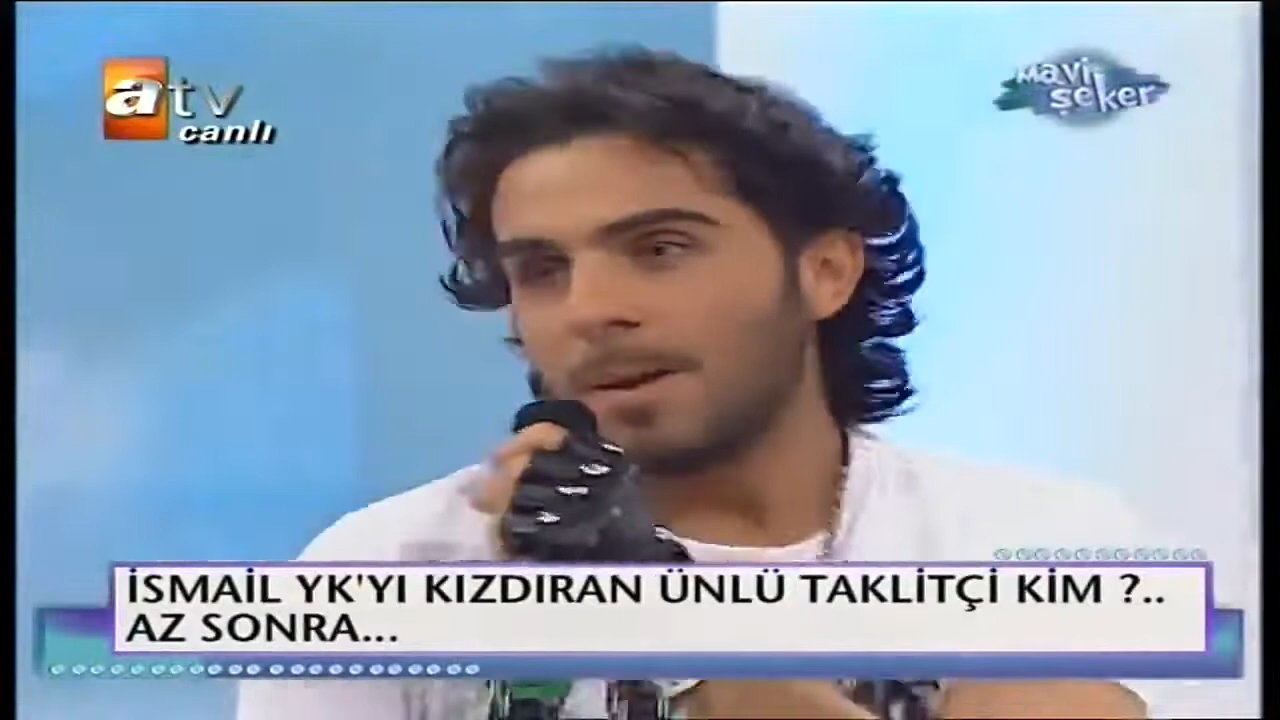 atv
canlı
Mavi
şeker
İSMAİL YK'YI KIZDIRAN ÜNLÜ TAKLİTÇİ KİM ?..
AZ SONRA...